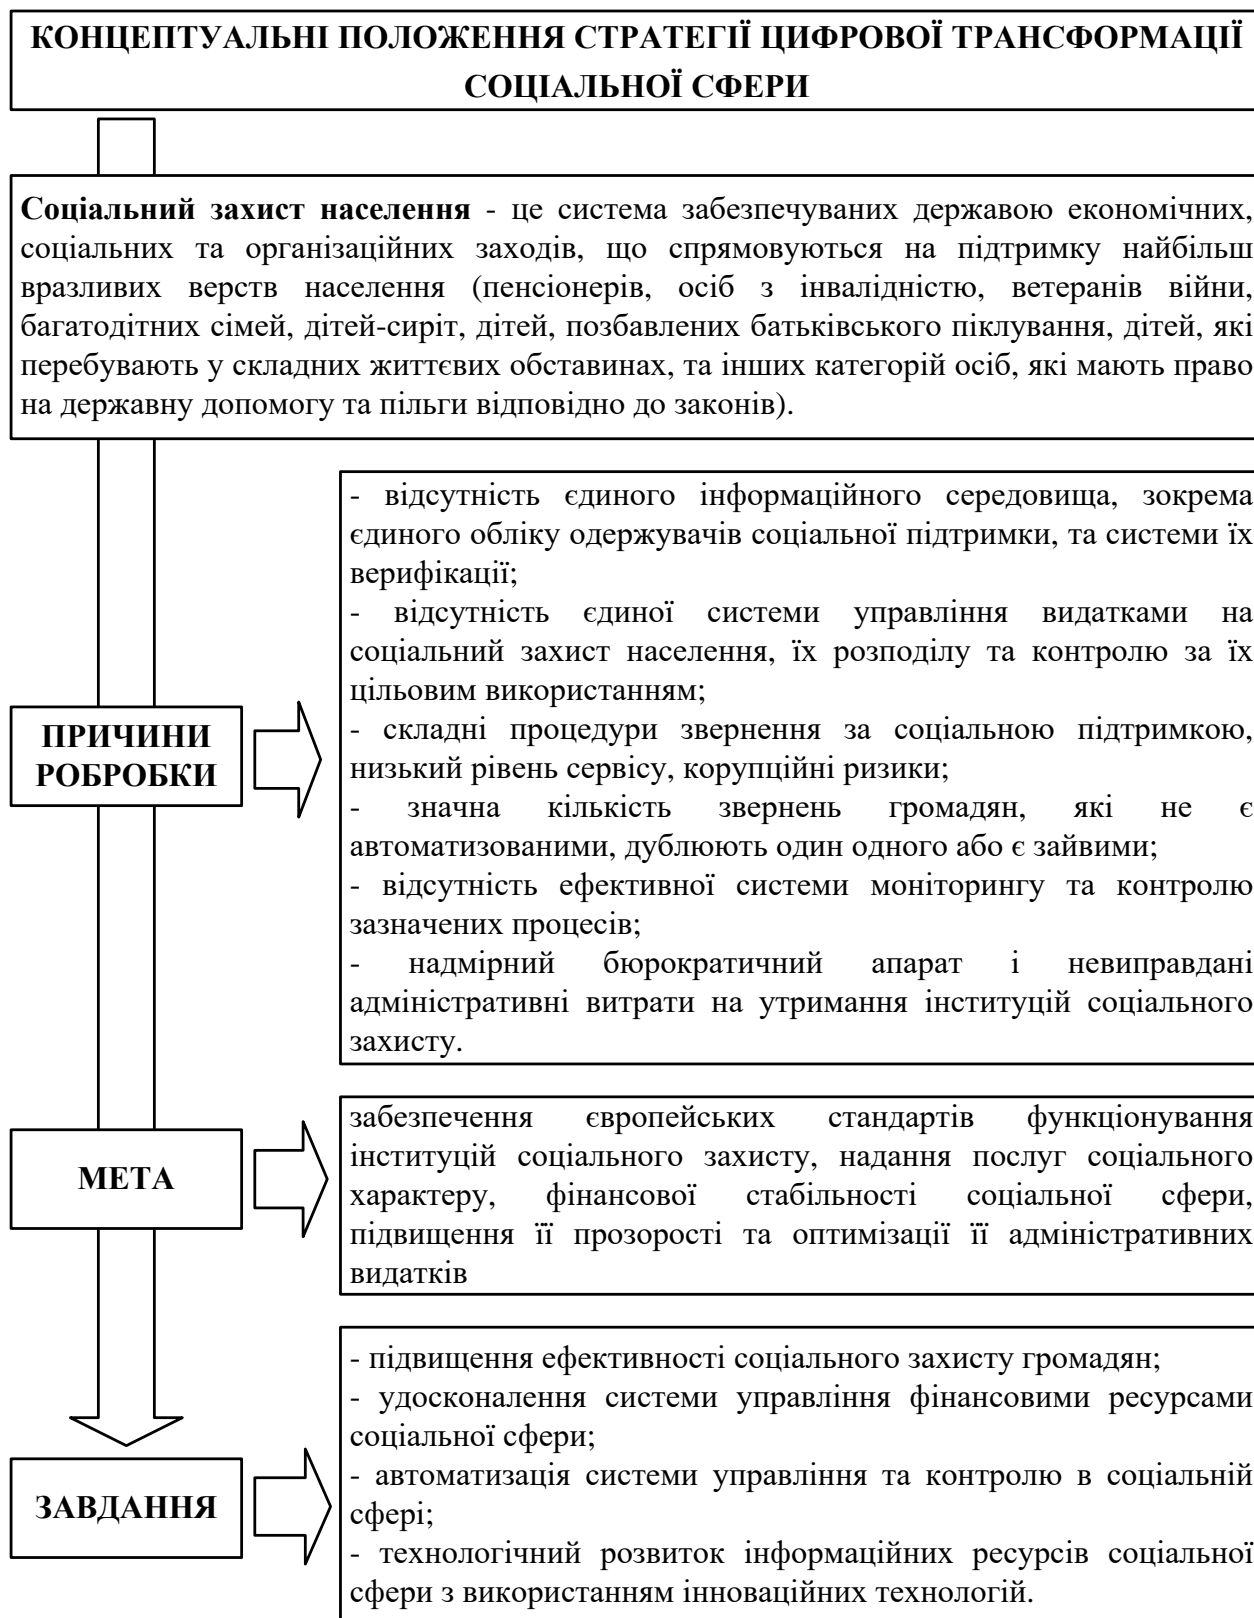 КОНЦЕПТУАЛЬНІ ПОЛОЖЕННЯ СТРАТЕГІЇ ЦИФРОВОЇ ТРАНСФОРМАЦІЇ
СОЦІАЛЬНОЇ СФЕРИ
Соціальний захист населення - це система забезпечуваних державою економічних,
соціальних та організаційних заходів, що спрямовуються на підтримку найбільш
вразливих верств населення (пенсіонерів, осіб з інвалідністю, ветеранів війни,
багатодітних сімей, дітей-сиріт, дітей, позбавлених батьківського піклування, дітей, які
перебувають у складних життєвих обставинах, та інших категорій осіб, які мають право
на державну допомогу та пільги відповідно до законів).
ПРИЧИНИ
РОБРОБКИ
- відсутність єдиного інформаційного середовища, зокрема
єдиного обліку одержувачів соціальної підтримки, та системи їх
верифікації;
- відсутність єдиної системи управління видатками на
соціальний захист населення, їх розподілу та контролю за їх
цільовим використанням;
- складні процедури звернення за соціальною підтримкою,
низький рівень сервісу, корупційні ризики;
- значна кількість звернень громадян, які не є
автоматизованими, дублюють один одного або є зайвими;
- відсутність ефективної системи моніторингу та контролю
зазначених процесів;
- надмірний бюрократичний апарат і невиправдані
адміністративні витрати на утримання інституцій соціального
захисту.
МЕТА
забезпечення європейських стандартів функціонування
інституцій соціального захисту, надання послуг соціального
характеру, фінансової стабільності соціальної сфери,
підвищення її прозорості та оптимізації її адміністративних
видатків
ЗАВДАННЯ
- підвищення ефективності соціального захисту громадян;
- удосконалення системи управління фінансовими ресурсами
соціальної сфери;
- автоматизація системи управління та контролю в соціальній
сфері;
- технологічний розвиток інформаційних ресурсів соціальної
сфери з використанням інноваційних технологій.